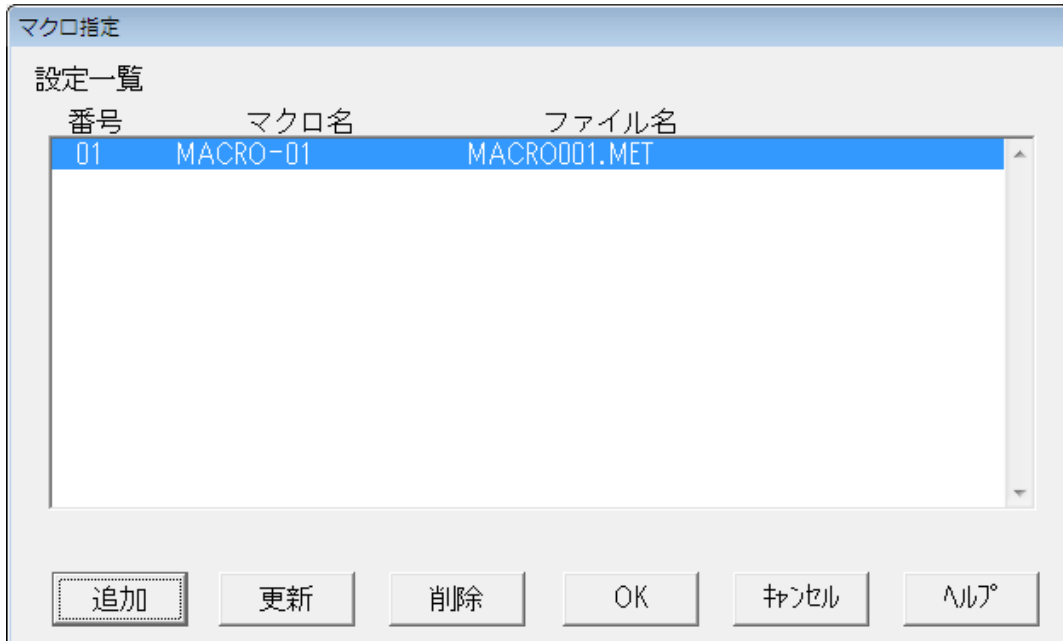 マクロ指定
設定一覧
番号 マクロ名 ファイル名
01 MACRO-01 MACRO001.MET
追加 更新 削除 OK ｷｬﾝｾﾙ ﾍﾙﾌﾟ